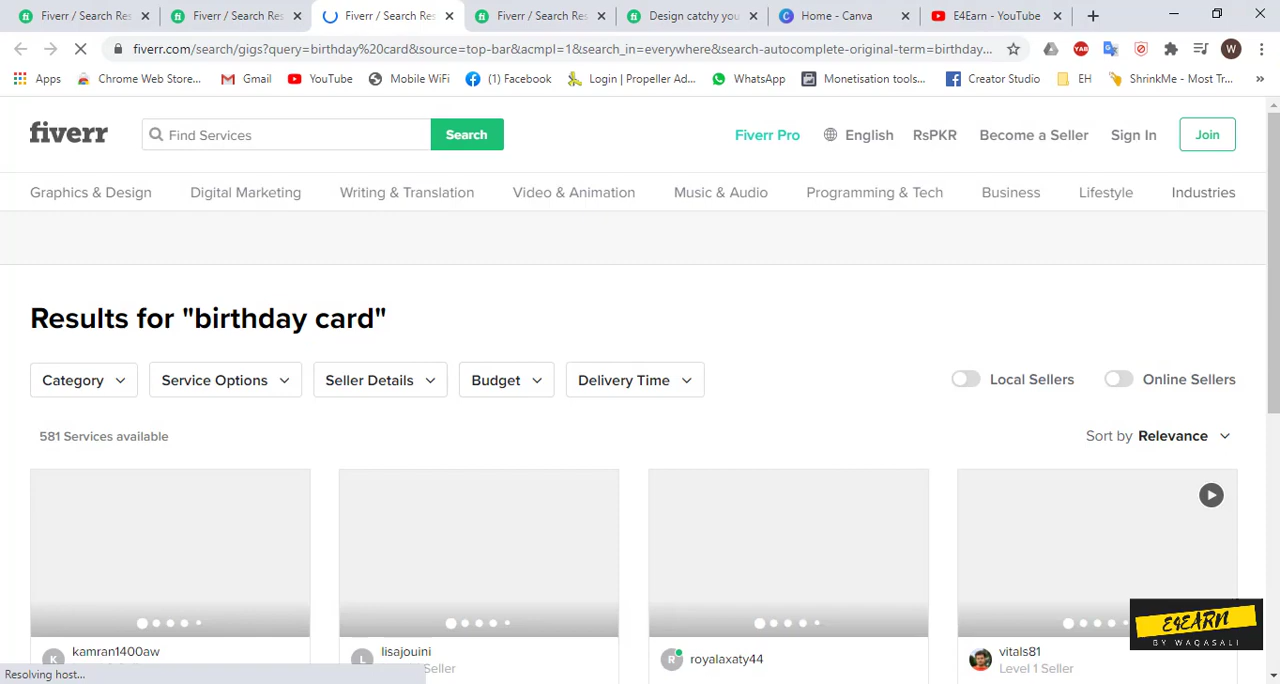 Fiverr / Search Res
Fiverr / Search Res
Fiverr / Search Res
Fiverr / Search Res
Design catchy you
Home - Canva
E4Earn - YouTube
fiverr.com/search/gigs?query=birthday%20card&source=top-bar&acmpl=1&search_in=everywhere&search-autocomplete-original-term=birthday...
YAB
W
Apps
Chrome Web Store...
Gmail
YouTube
Mobile WiFi
(1) Facebook
Login | Propeller Ad...
WhatsApp
Monetisation tools...
Creator Studio
EH
ShrinkMe - Most Tr...
fiverr
Find Services
Search
Fiverr Pro
English
RsPKR
Become a Seller
Sign In
Join
Graphics & Design
Digital Marketing
Writing & Translation
Video & Animation
Music & Audio
Programming & Tech
Business
Lifestyle
Industries
Results for "birthday card"
Category
Service Options
Seller Details
Budget
Delivery Time
Local Sellers
Online Sellers
581 Services available
Sort by Relevance
K
kamran1400aw
L
lisajouini
Seller
R
royalaxaty44
vitals81
Level 1 Seller
E4EARN
BY WAQASALI
Resolving host...